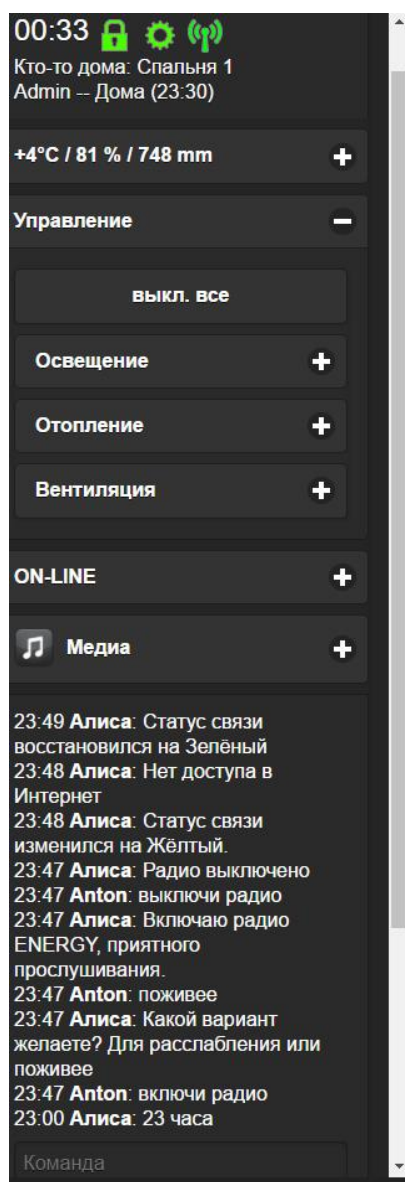 00:33
Кто-то дома: Спальня 1
Admin -- Дома (23:30)
+4°C / 81 % / 748 mm
Управление
выкл. все
Освещение
Отопление
Вентиляция
ON-LINE
Медиа
23:49 Алиса: Статус связи
восстановился на Зелёный
23:48 Алиса: Нет доступа в
Интернет
23:48 Алиса: Статус связи
изменился на Жёлтый.
23:47 Алиса: Радио выключено
23:47 Anton: выключи радио
23:47 Алиса: Включаю радио
ENERGY, приятного
прослушивания.
23:47 Anton: поживее
23:47 Алиса: Какой вариант
желаете? Для расслабления или
поживее
23:47 Anton: включи радио
23:00 Алиса: 23 часа
Команда